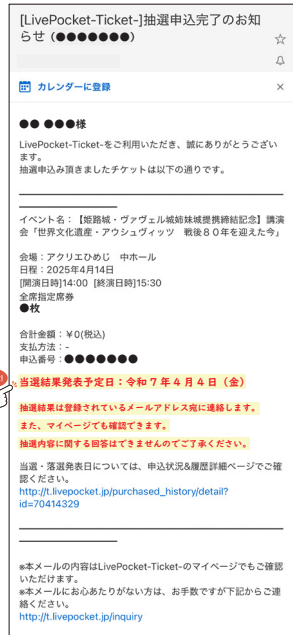 [LivePocket-Ticket-]抽選申込完了のお知
らせ (●●●●●●●)
カレンダーに登録
●● ●●●様
LivePocket-Ticket-をご利用いただき、誠にありがとうござい
ます。
抽選申込み頂きましたチケットは以下の通りです。
イベント名：【姫路城・ヴァヴェル城姉妹城提携締結記念】講演
会「世界文化遺産・アウシュヴィッツ　戦後８０年を迎えた今」
会場：アクリエひめじ　中ホール
日程：2025年4月14日
[開演日時]14:00 [終演日時]15:30
全席指定席券
●枚
合計金額：¥0(税込)
支払方法：-
申込番号：●●●●●●●
当選結果発表予定日：令和７年４月４日（金）
抽選結果は登録されているメールアドレス宛に連絡します。
また、マイページでも確認できます。
抽選内容に関する回答はできませんのでご了承ください。
当選・落選発表日については、申込状況&履歴詳細ページでご確
認ください。
http://t.livepocket.jp/purchased_history/detail?
id=70414329
※本メールの内容はLivePocket-Ticket-のマイページでもご確認
いただけます。
※本メールにお心あたりがない方は、お手数ですが下記からご連
絡ください。
http://t.livepocket.jp/inquiry